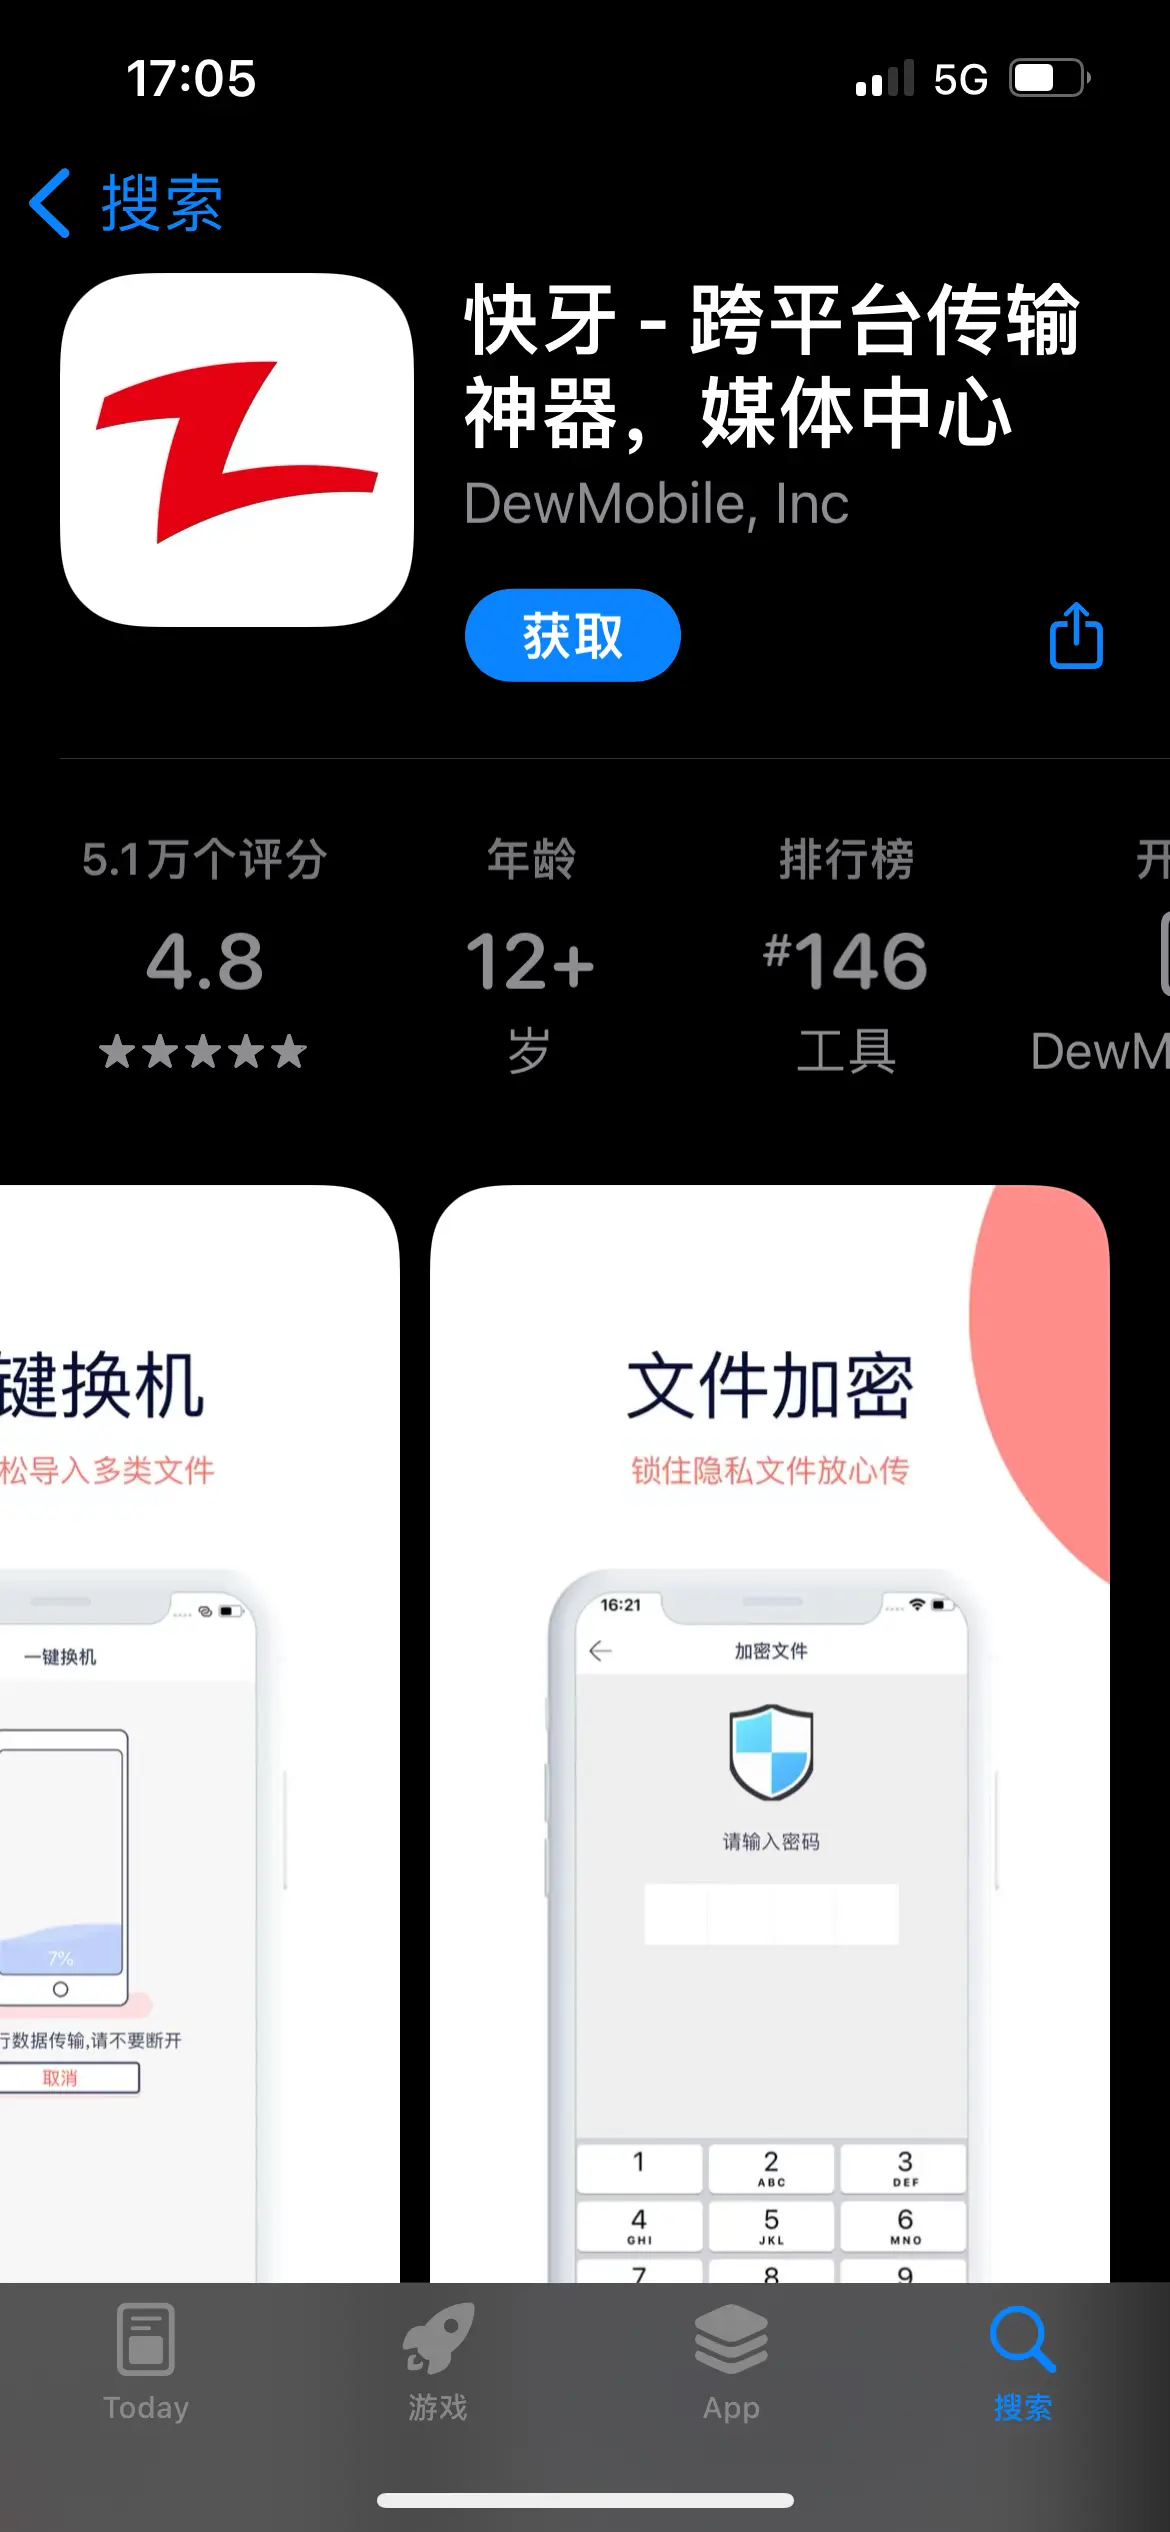 17:05
5G
搜索
快牙 - 跨平台传输
神器，媒体中心
DewMobile, Inc
获取
5.1万个评分
年龄
排行榜
开
4.8
12+
#146
★★★★★
岁
工具
DewM
键换机
松导入多类文件
一键换机
7%
行数据传输,请不要断开
取消
文件加密
锁住隐私文件放心传
16:21
加密文件
请输入密码
1
2
ABC
3
DEF
4
GHI
5
JKL
6
MNO
7
8
9
Today
游戏
App
搜索